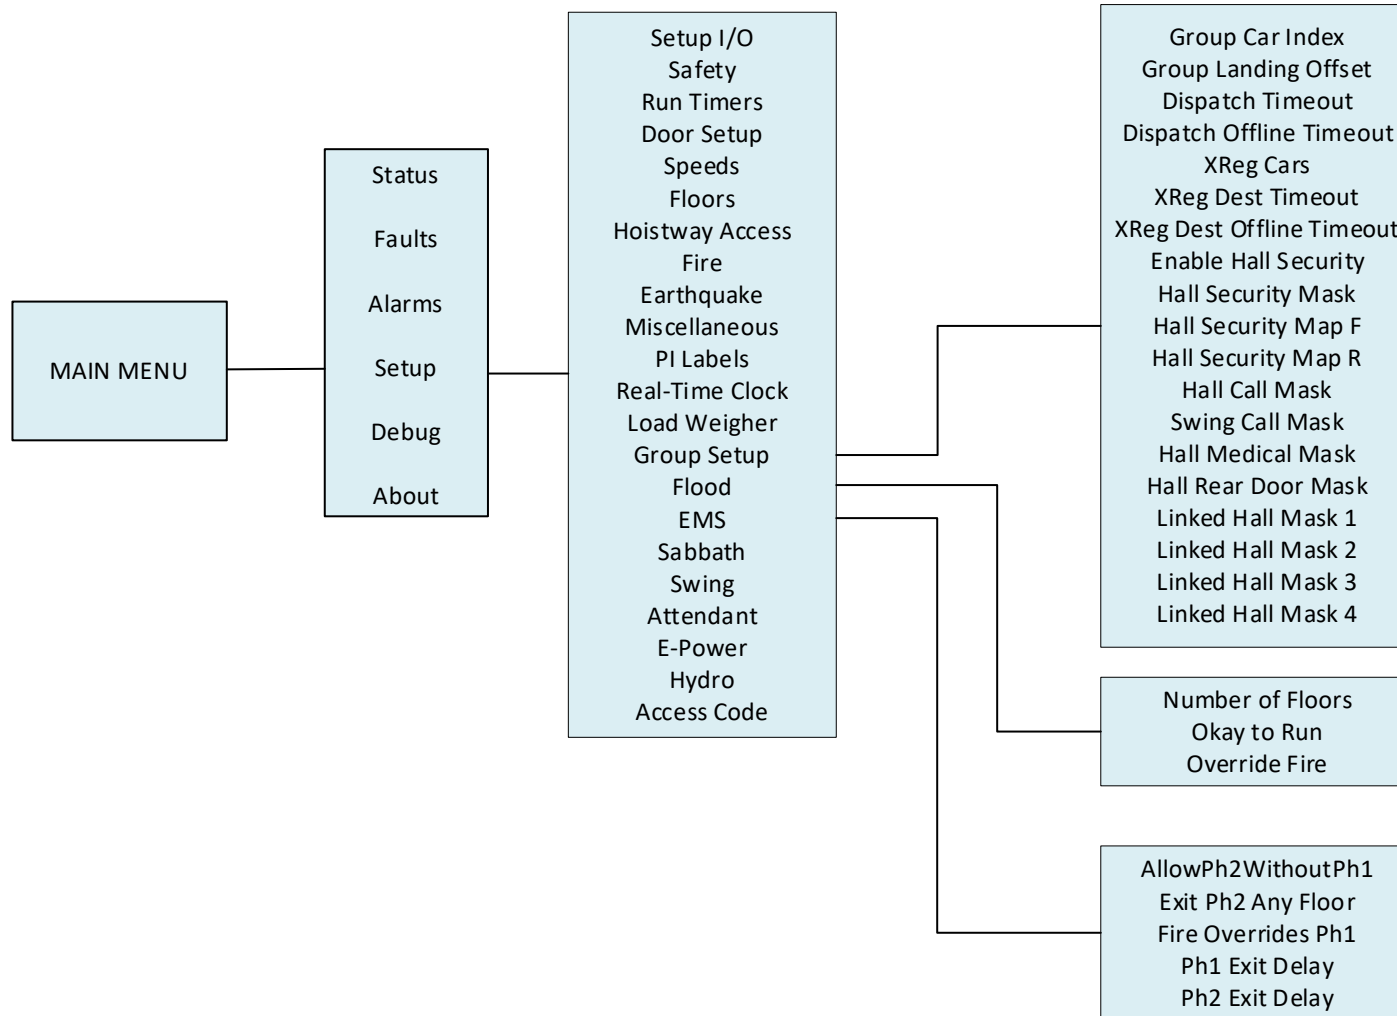 MAIN MENU
Status
Faults
Alarms
Setup
Debug
About
Setup I/O
Safety
Run Timers
Door Setup
Speeds
Floors
Hoistway Access
Fire
Earthquake
Miscellaneous
PI Labels
Real-Time Clock
Load Weigher
Group Setup
Flood
EMS
Sabbath
Swing
Attendant
E-Power
Hydro
Access Code
Group Car Index
Group Landing Offset
Dispatch Timeout
Dispatch Offline Timeout
XReg Cars
XReg Dest Timeout
XReg Dest Offline Timeout
Enable Hall Security
Hall Security Mask
Hall Security Map F
Hall Security Map R
Hall Call Mask
Swing Call Mask
Hall Medical Mask
Hall Rear Door Mask
Linked Hall Mask 1
Linked Hall Mask 2
Linked Hall Mask 3
Linked Hall Mask 4
Number of Floors
Okay to Run
Override Fire
AllowPh2WithoutPh1
Exit Ph2 Any Floor
Fire Overrides Ph1
Ph1 Exit Delay
Ph2 Exit Delay